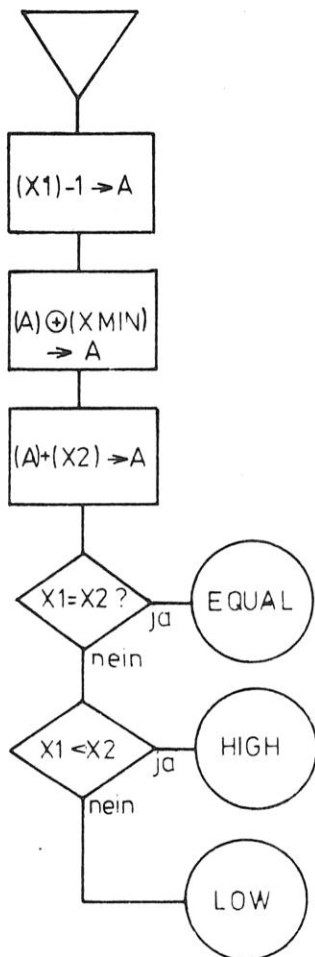 (X1)-1 → A
(A)⊕(XMIN)
→ A
(A)+(X2) → A
X1=X2 ?
ja
EQUAL
nein
X1 <X2
ja
HIGH
nein
LOW